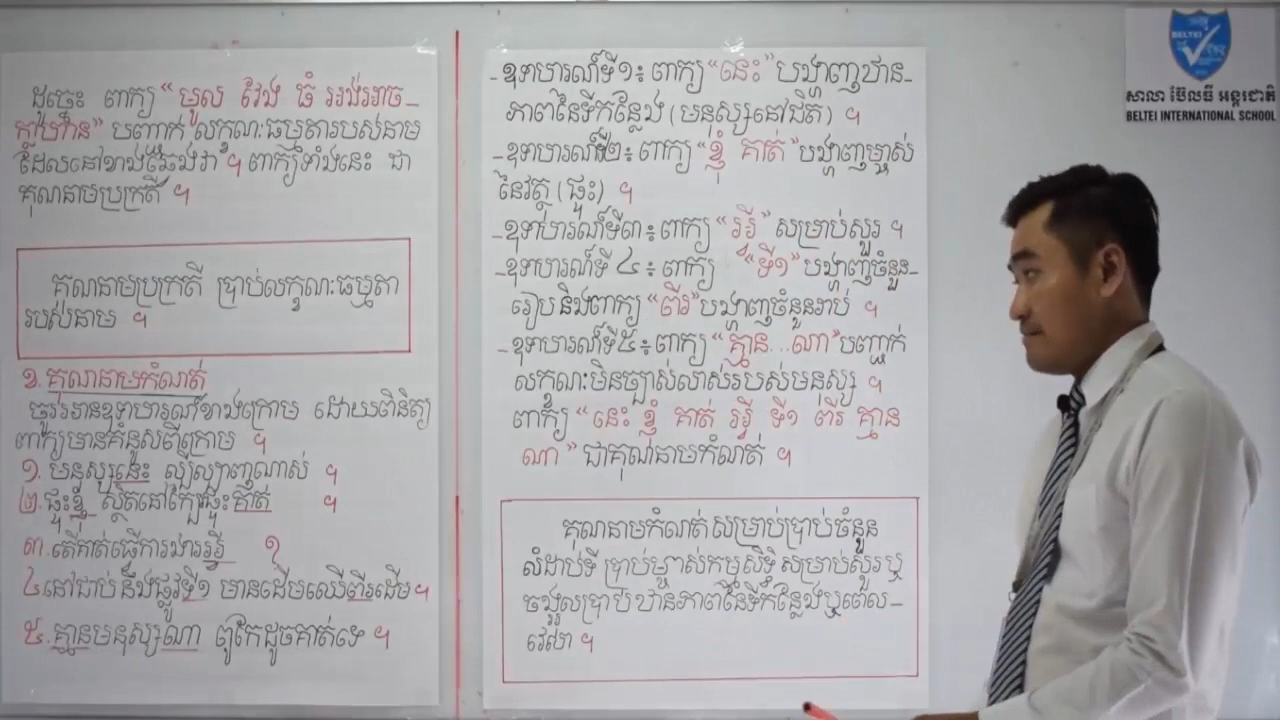 ដូច្នេះ ពាក្យ “ មូល វែង ធំ អង់អាច-
ក្លាហាន” បញ្ជាក់ លក្ខណៈធម្មតារបស់នាម
ដែលនៅខាងឆ្វេងវា ។ ពាក្យទាំងនេះ ជា
គុណនាមប្រក្រតី ។
គុណនាមប្រក្រតី ប្រាប់លក្ខណៈធម្មតា
របស់នាម ។
ខ. គុណនាមកំណត់
ចូរអានឧទាហរណ៍ខាងក្រោម ដោយពិនិត្យ
ពាក្យមានគំនូសពីក្រោម ។
១. មនុស្សនេះ ល្បីល្បាញណាស់ ។
២. ផ្ទះខ្ញុំ ស្ថិតនៅក្បែរផ្ទះគាត់ ។
៣. តើគាត់ធ្វើការងារអ្វី ?
៤. នៅជាប់នឹងផ្លូវទី១ មានដើមឈើពីរដើម ។
៥. គ្មានមនុស្សណា ពូកែដូចគាត់ទេ ។
- ឧទាហរណ៍ទី១៖ ពាក្យ “នេះ” បង្ហាញឋាន-
ភាពនៃទីកន្លែង (មនុស្សនៅជិត) ។
- ឧទាហរណ៍ទី២៖ ពាក្យ “ខ្ញុំ គាត់” បង្ហាញម្ចាស់
នៃវត្ថុ (ផ្ទះ) ។
- ឧទាហរណ៍ទី៣៖ ពាក្យ “ អ្វី” សម្រាប់សួរ ។
- ឧទាហរណ៍ទី ៤៖ ពាក្យ “ទី១” បង្ហាញចំនួន-
រៀបនិងពាក្យ “ពីរ” បង្ហាញចំនួនរាប់ ។
- ឧទាហរណ៍ទី៥៖ ពាក្យ “ គ្មាន...ណា” បញ្ជាក់
លក្ខណៈមិនច្បាស់លាស់របស់មនុស្ស ។
ពាក្យ “នេះ ខ្ញុំ គាត់ អ្វី ទី១ ពីរ គ្មាន
ណា” ជាគុណនាមកំណត់ ។
គុណនាមកំណត់សម្រាប់ប្រាប់ចំនួន
លំដាប់ទី ប្រាប់ម្ចាស់កម្មសិទ្ធិ សម្រាប់សួរ ឬ
ចង្អុលប្រាប់ ឋានភាពនៃទីកន្លែងឬពេល-
វេលា ។
BELTEI
សាលា ប៊ែលធី អន្តរជាតិ
BELTEI INTERNATIONAL SCHOOL